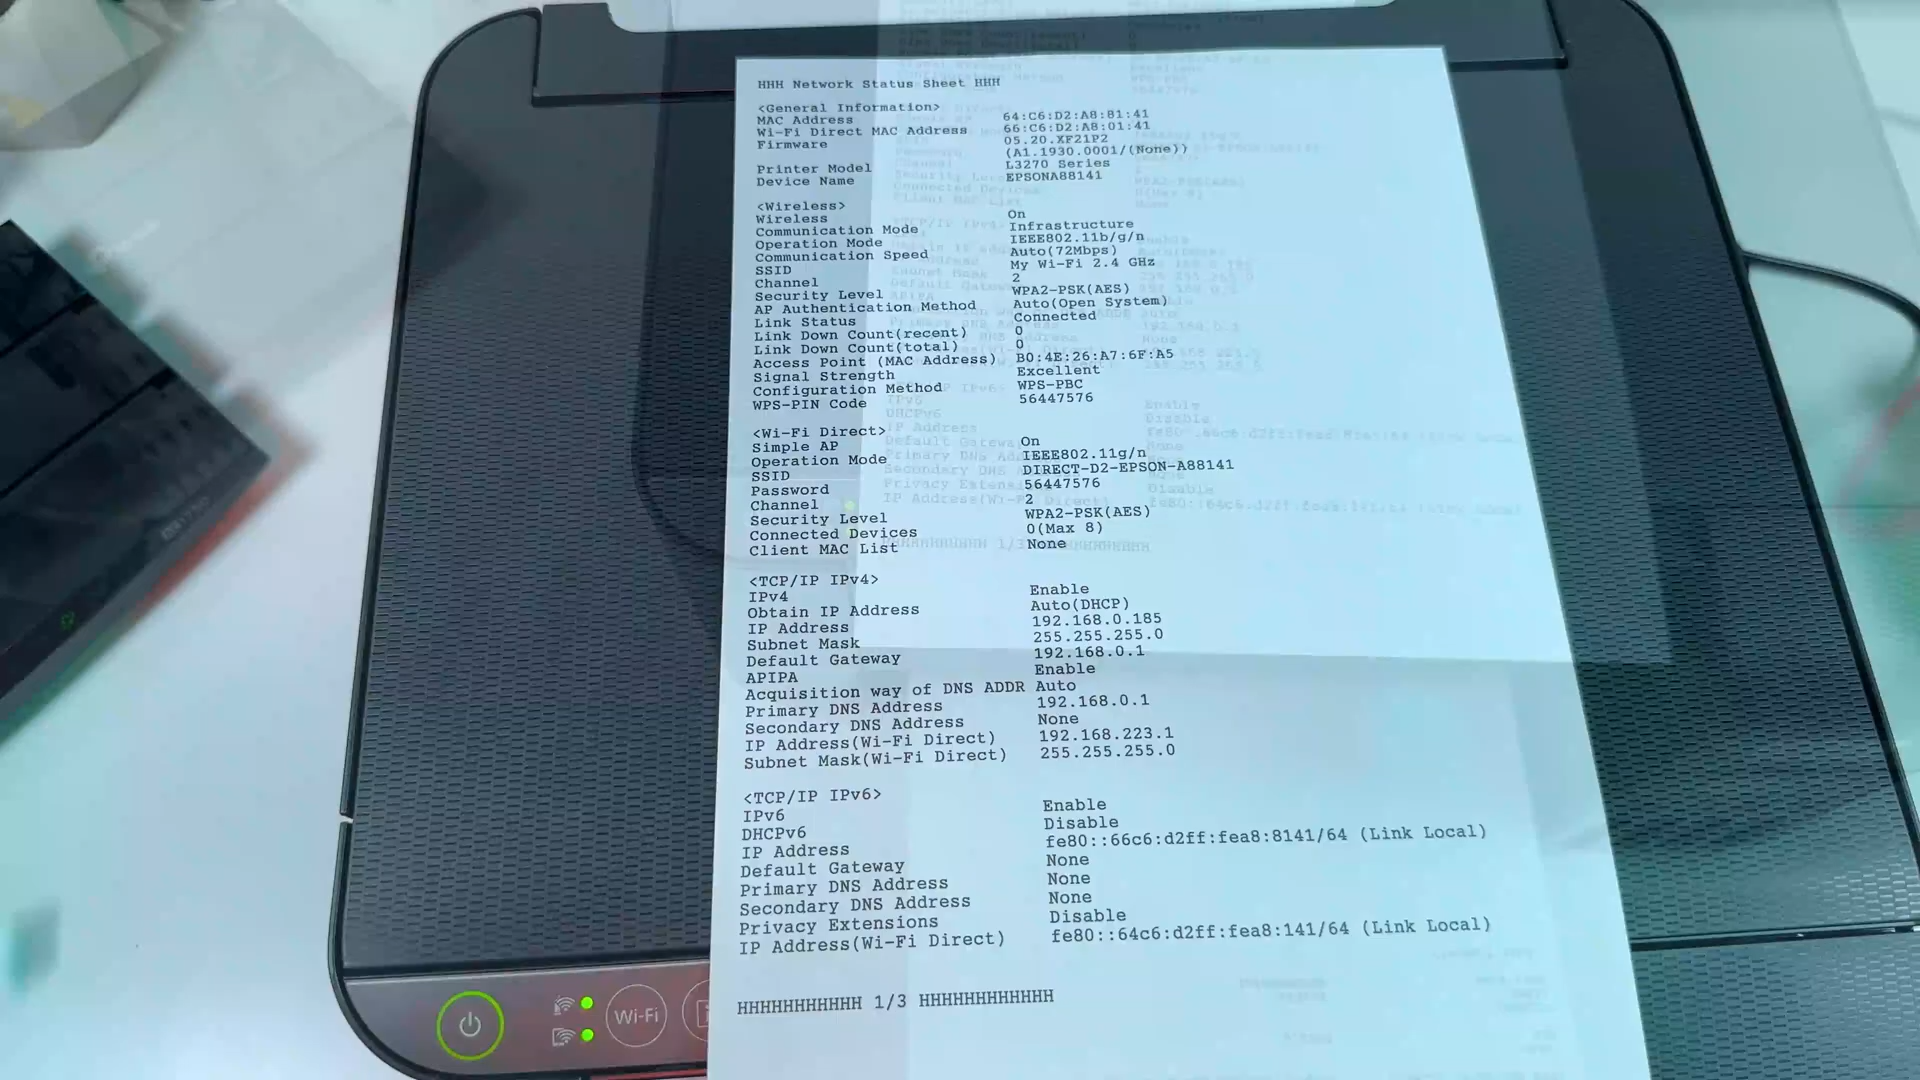 HHH Network Status Sheet HHH
<General Information>
MAC Address 64:C6:D2:A8:81:41
Wi-Fi Direct MAC Address 66:C6:D2:A8:01:41
Firmware 05.20.XF21P2
(A1.1930.0001/(None))
Printer Model L3270 Series
Device Name EPSONA88141
<Wireless>
Wireless On
Communication Mode Infrastructure
Operation Mode IEEE802.11b/g/n
Communication Speed Auto(72Mbps)
SSID My Wi-Fi 2.4 GHz
Channel 2
Security Level WPA2-PSK(AES)
AP Authentication Method Auto(Open System)
Link Status Connected
Link Down Count(recent) 0
Link Down Count(total) 0
Access Point (MAC Address) B0:4E:26:A7:6F:A5
Signal Strength Excellent
Configuration Method WPS-PBC
WPS-PIN Code 56447576
<Wi-Fi Direct>
Simple AP On
Operation Mode IEEE802.11g/n
SSID DIRECT-D2-EPSON-A88141
Password 56447576
Channel 2
Security Level WPA2-PSK(AES)
Connected Devices 0(Max 8)
Client MAC List None
<TCP/IP IPv4>
IPv4 Enable
Obtain IP Address Auto(DHCP)
IP Address 192.168.0.185
Subnet Mask 255.255.255.0
Default Gateway 192.168.0.1
APIPA Enable
Acquisition way of DNS ADDR Auto
Primary DNS Address 192.168.0.1
Secondary DNS Address None
IP Address(Wi-Fi Direct) 192.168.223.1
Subnet Mask(Wi-Fi Direct) 255.255.255.0
<TCP/IP IPv6>
IPv6 Enable
DHCPv6 Disable
IP Address fe80::66c6:d2ff:fea8:8141/64 (Link Local)
Default Gateway None
Primary DNS Address None
Secondary DNS Address None
Privacy Extensions Disable
IP Address(Wi-Fi Direct) fe80::64c6:d2ff:fea8:141/64 (Link Local)
HHHHHHHHHHH 1/3 HHHHHHHHHHHH
Wi-Fi